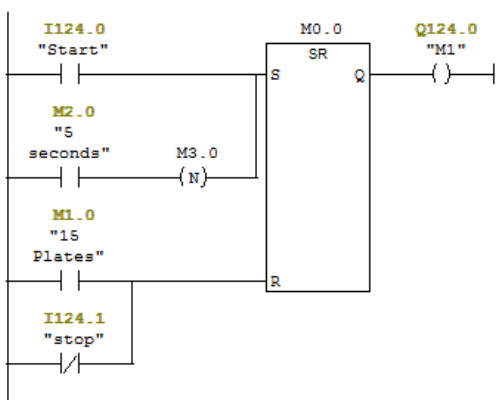 I124.0
"Start"
M0.0
SR
Q124.0
"M1"
S
Q
M2.0
"5
seconds"
M3.0
N
M1.0
"15
Plates"
R
I124.1
"stop"